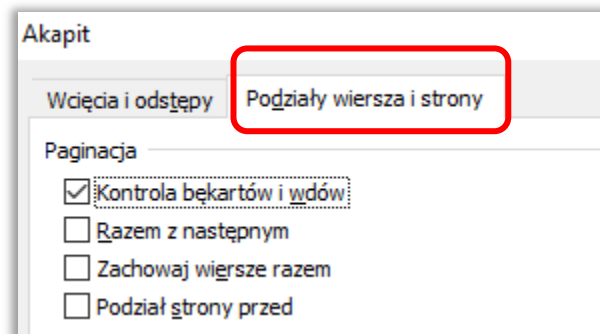 Akapit
Wcięcia i odstępy Podziały wiersza i strony
Paginacja
Kontrola bękartów i wdów
Razem z następnym
Zachowaj wiersze razem
Podział strony przed